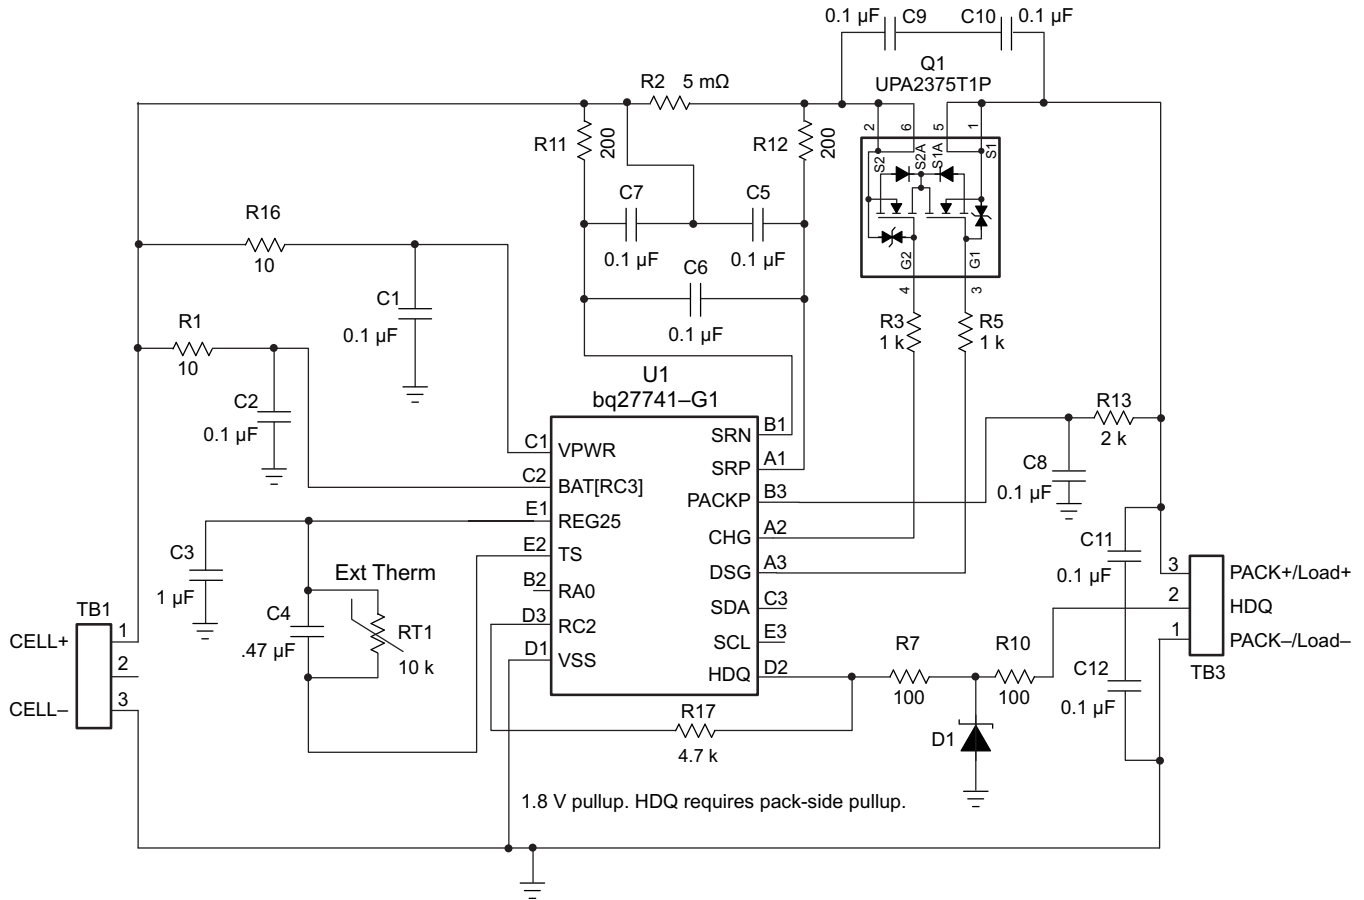 0.1 µF C9 C10 0.1 µF
Q1
UPA2375T1P
R2 5 mΩ
R11 200
R12 200
2 6 5 1
S2 S2A S1A S1
G2 G1
4 3
C7 C5
0.1 µF 0.1 µF
C6
0.1 µF
R16
10
C1
0.1 µF
R1
10
C2
0.1 µF
R3
1 k
R5
1 k
R13
2 k
C8
0.1 µF
U1
bq27741–G1
C1 VPWR
C2 BAT[RC3]
E1 REG25
E2 TS
B2 RA0
D3 RC2
D1 VSS
SRN B1
SRP A1
PACKP B3
CHG A2
DSG A3
SDA C3
SCL E3
HDQ D2
C3
1 µF
Ext Therm
C4
.47 µF
RT1
10 k
TB1
CELL+ 1
2
CELL– 3
C11
0.1 µF
C12
0.1 µF
3 PACK+/Load+
2 HDQ
1 PACK–/Load–
TB3
R7
100
R10
100
D1
R17
4.7 k
1.8 V pullup. HDQ requires pack-side pullup.